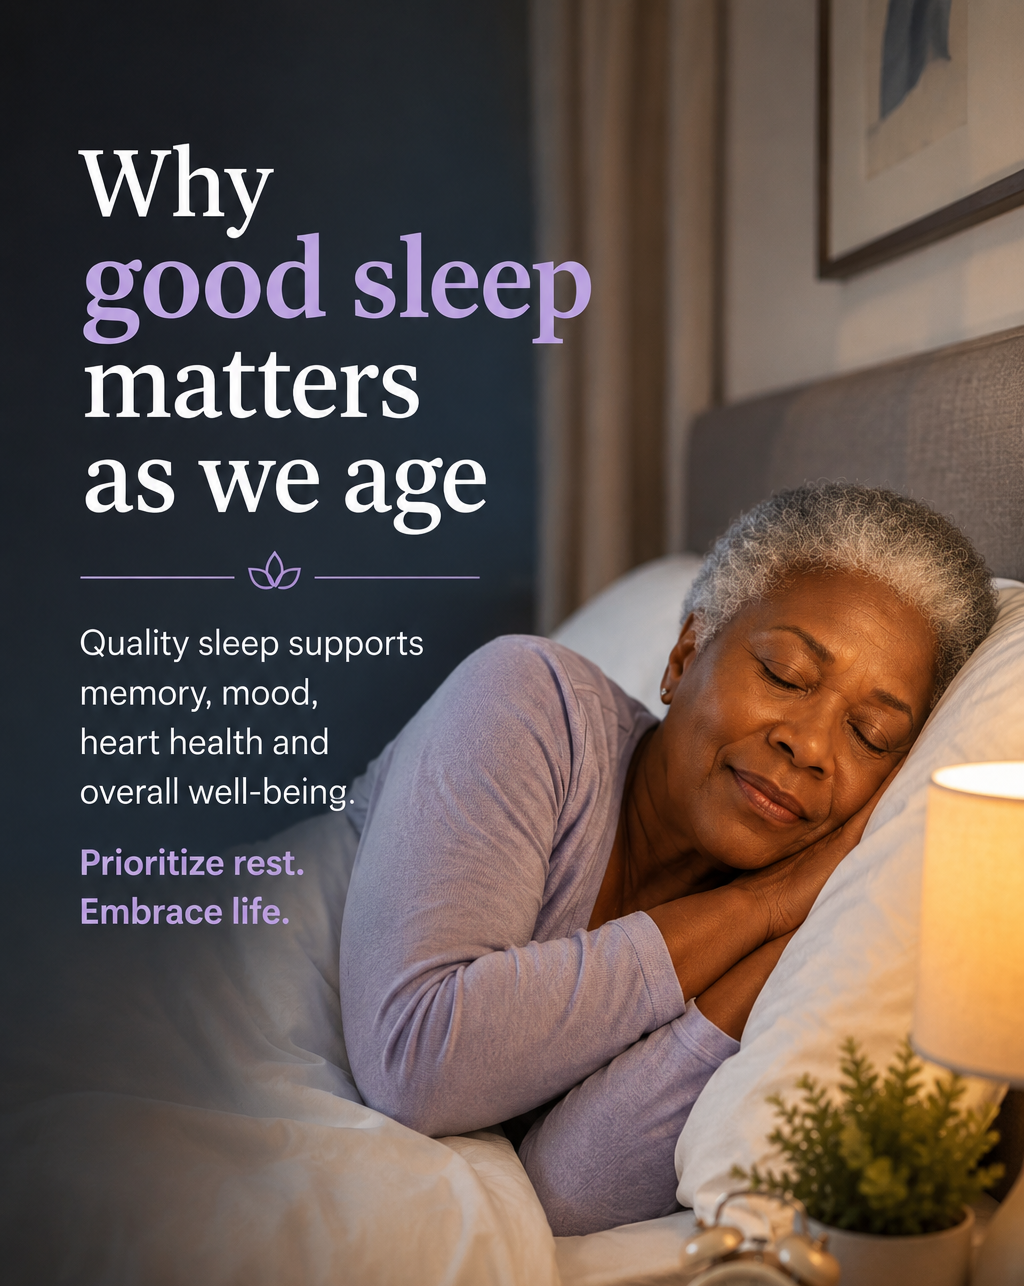 Why
good sleep
matters
as we age
Quality sleep supports
memory, mood,
heart health and
overall well-being.
Prioritize rest.
Embrace life.